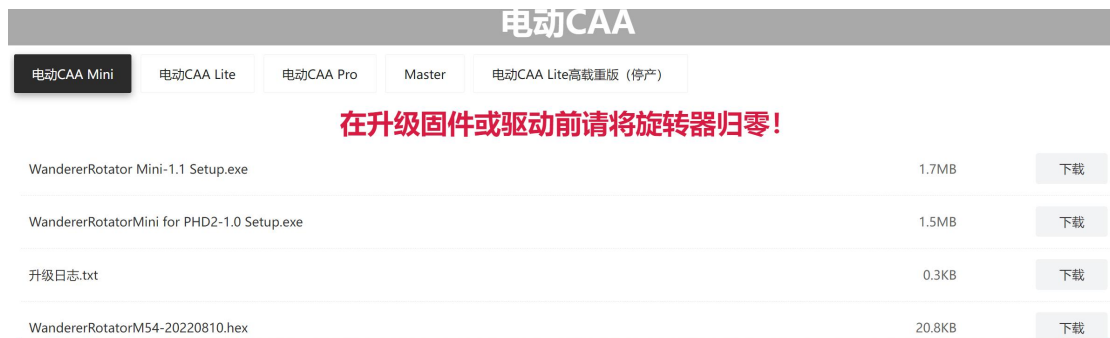 电动CAA
电动CAA Mini 电动CAA Lite 电动CAA Pro Master 电动CAA Lite高载重版（停产）
在升级固件或驱动前请将旋转器归零！
WandererRotator Mini-1.1 Setup.exe 1.7MB 下载
WandererRotatorMini for PHD2-1.0 Setup.exe 1.5MB 下载
升级日志.txt 0.3KB 下载
WandererRotatorM54-20220810.hex 20.8KB 下载